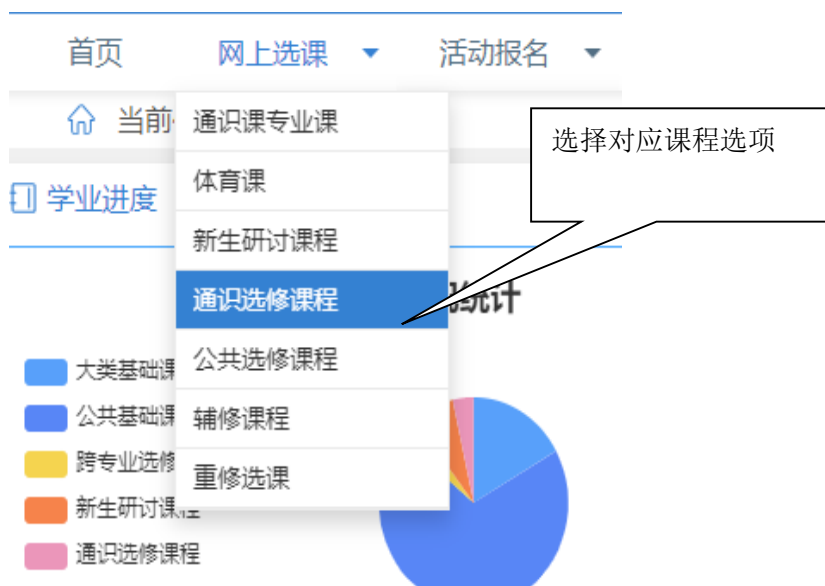 首页 网上选课 活动报名
当前
通识课专业课
选择对应课程选项
体育课
学业进度
新生研讨课程
通识选修课程
统计
公共选修课程
大类基础课
公共基础课
辅修课程
跨专业选修
重修选课
新生研讨课程
通识选修课程